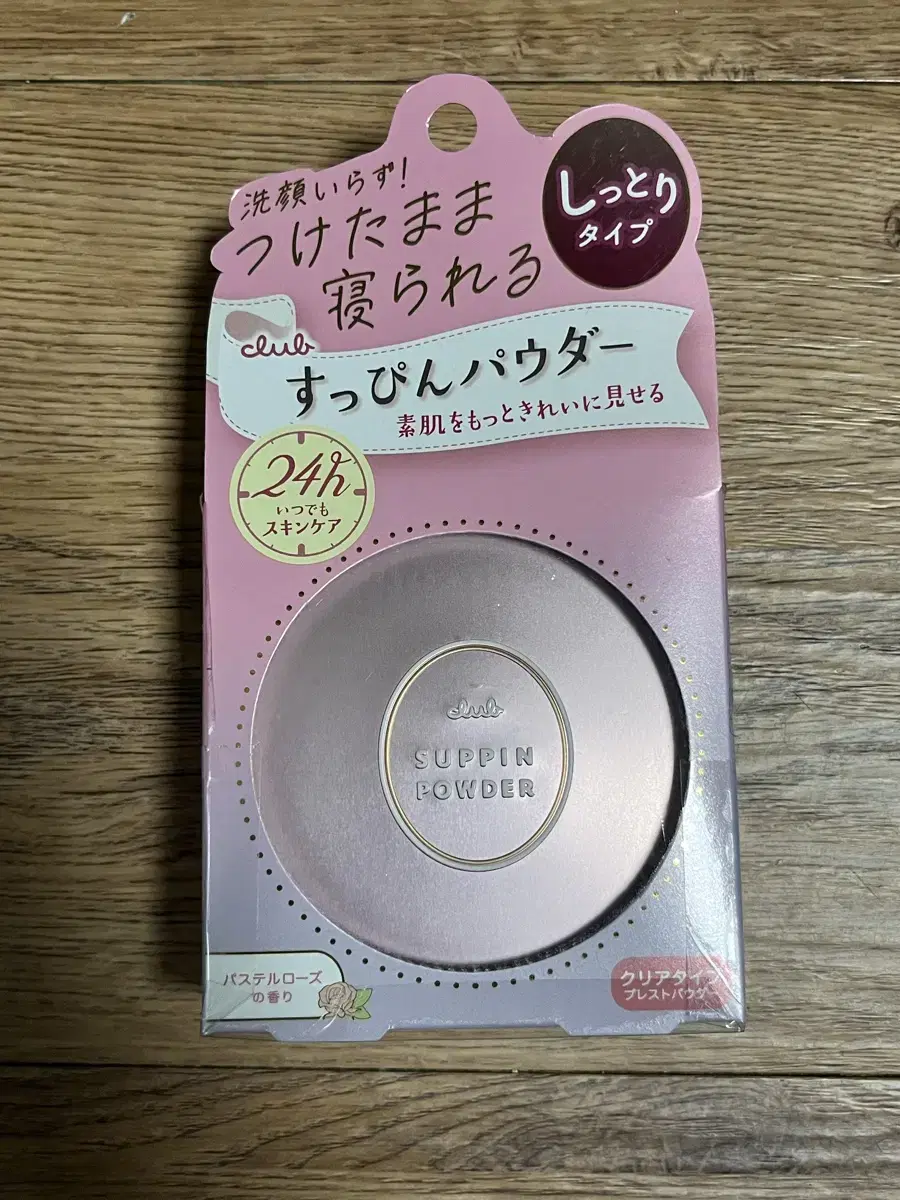 洗顔いらず!
つけたまま
寝られる
しっとり
タイプ
club
すっぴんパウダー
素肌をもっときれいに見せる
24h
いつでも
スキンケア
club
SUPPIN
POWDER
パステルローズ
の香り
クリアタイプ
プレストパウダー